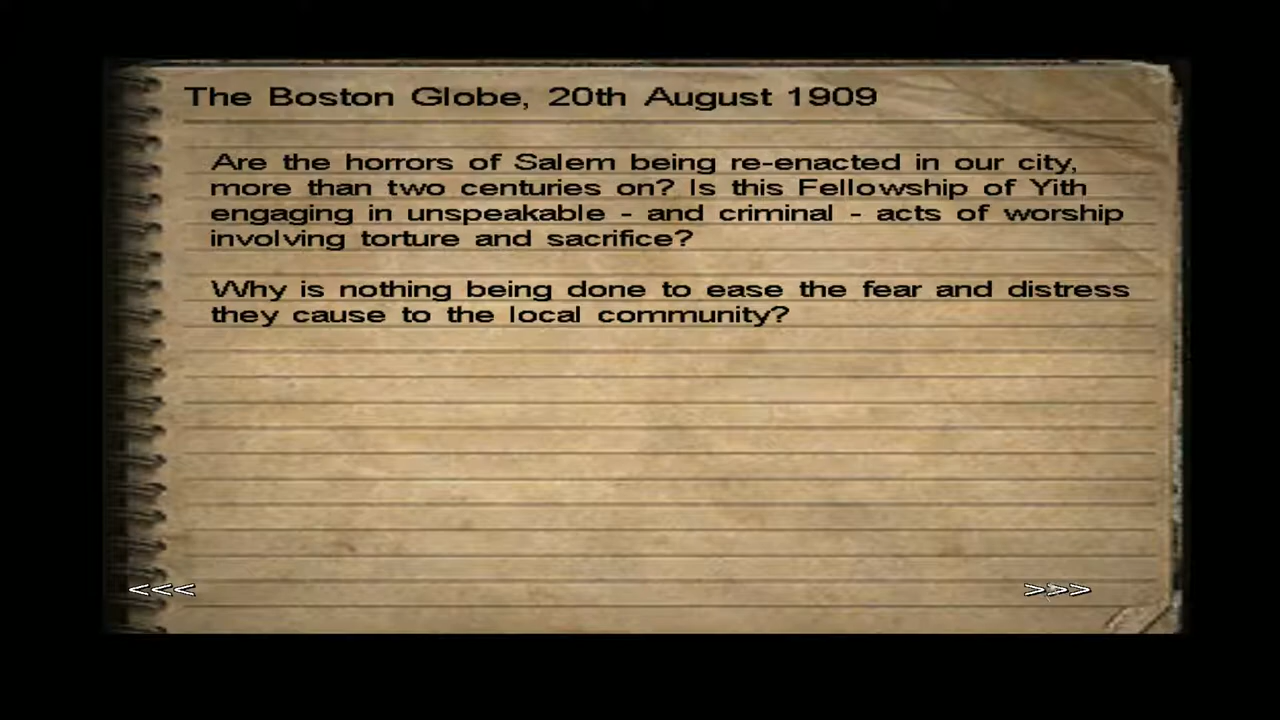 The Boston Globe, 20th August 1909
Are the horrors of Salem being re-enacted in our city,
more than two centuries on? Is this Fellowship of Yith
engaging in unspeakable - and criminal - acts of worship
involving torture and sacrifice?
Why is nothing being done to ease the fear and distress
they cause to the local community?
<<< >>>